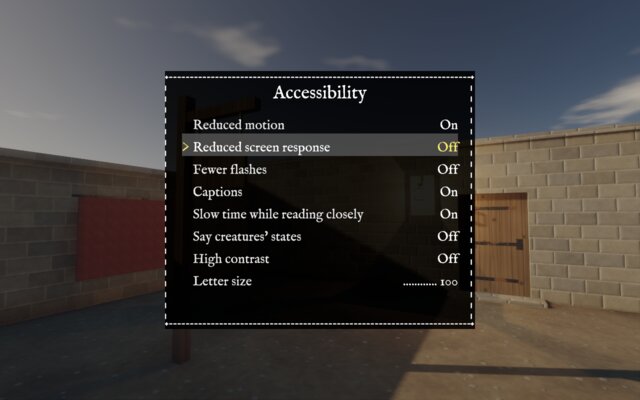 Accessibility
Reduced motion On
> Reduced screen response Off
Fewer flashes Off
Captions On
Slow time while reading closely On
Say creatures' states Off
High contrast Off
Letter size ............ 100